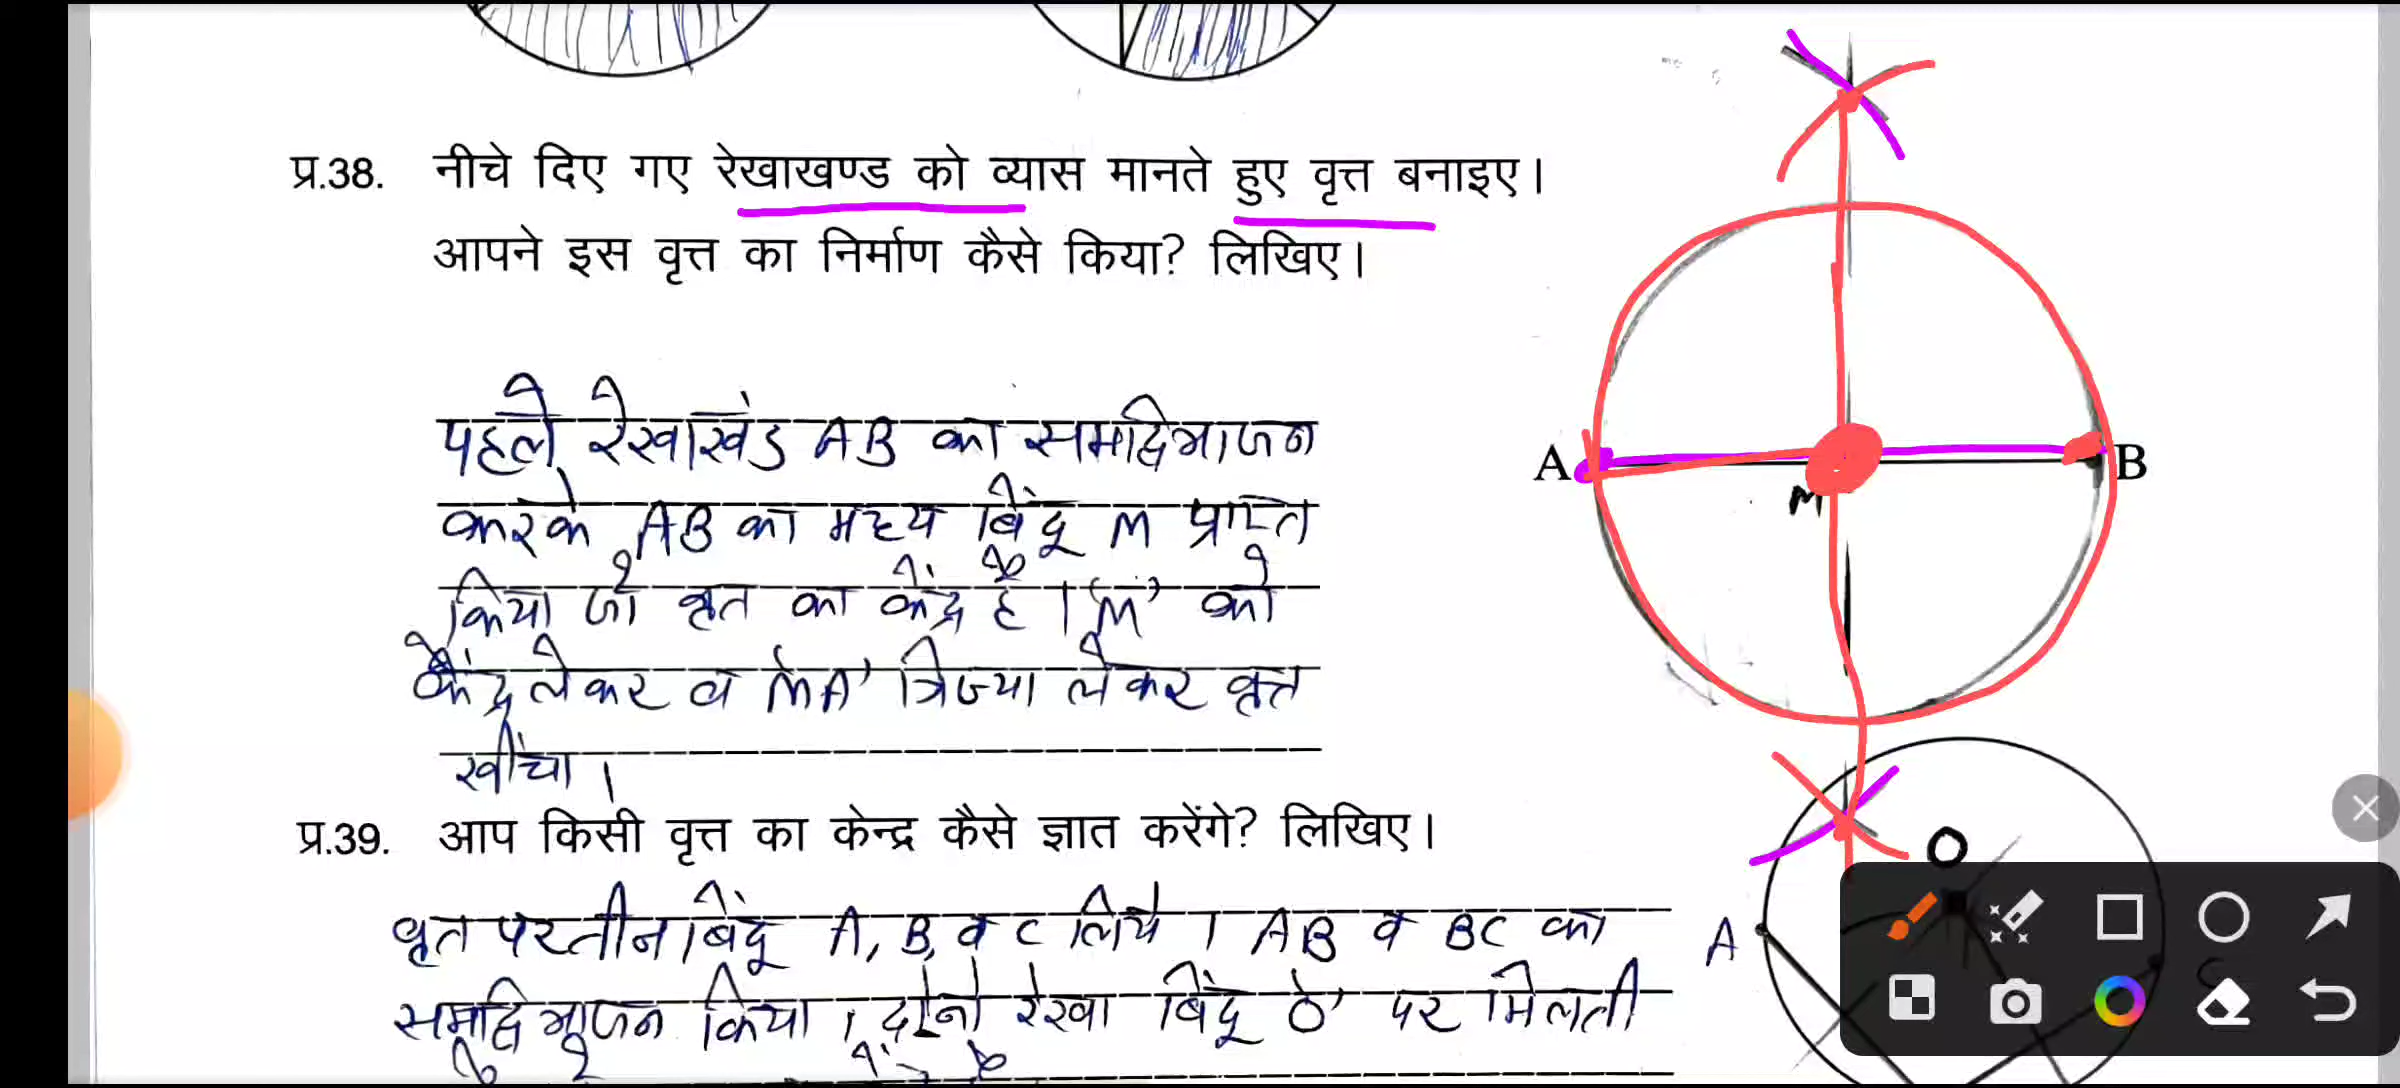 प्र.38. नीचे दिए गए रेखाखण्ड को व्यास मानते हुए वृत्त बनाइए।
आपने इस वृत्त का निर्माण कैसे किया? लिखिए।
पहले रेखाखंड AB का समद्विभाजन
करके AB का मध्य बिंदू M प्राप्त
किया जो वृत का केंद्र है। 'M' को
केंद्र लेकर व 'MA' त्रिज्या लेकर वृत्त
खींचा।
A
B
M
प्र.39. आप किसी वृत्त का केन्द्र कैसे ज्ञात करेंगे? लिखिए।
वृत पर तीन बिंदू A, B, व C लिये। AB व BC का
समद्विभाजन किया। दोनो रेखा बिंदू 'O' पर मिलती
O
A